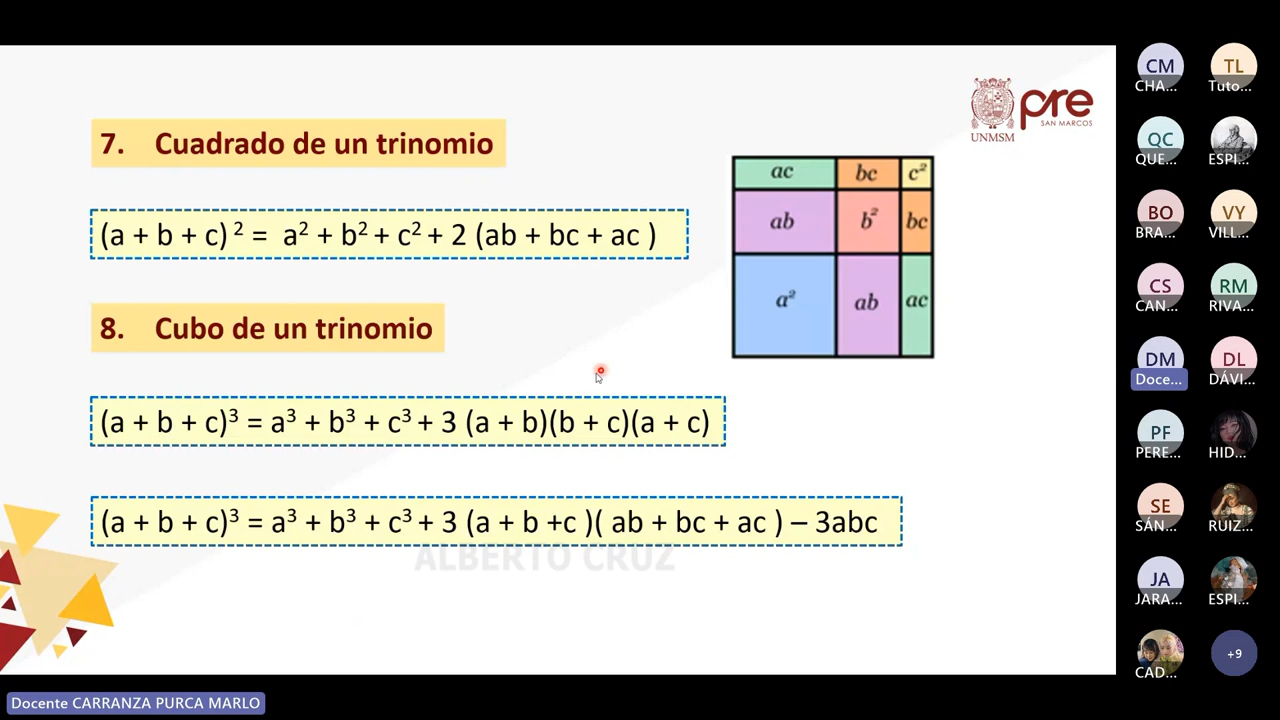 7. Cuadrado de un trinomio
(a + b + c) ² = a² + b² + c² + 2 (ab + bc + ac )
8. Cubo de un trinomio
(a + b + c)³ = a³ + b³ + c³ + 3 (a + b)(b + c)(a + c)
(a + b + c)³ = a³ + b³ + c³ + 3 (a + b +c )( ab + bc + ac ) – 3abc
ALBERTO CRUZ
UNMSM
pre
SAN MARCOS
ac bc c²
ab b² bc
a² ab ac
CM TL
CHA... Tuto...
QC
QUE... ESPI...
BO VY
BRA... VILL...
CS RM
CAN... RIVA...
DM DL
Doce... DÁVI...
PF
PERE... HID...
SE
SÁN... RUIZ...
JA
JARA... ESPI...
+9
CAD...
Docente CARRANZA PURCA MARLO